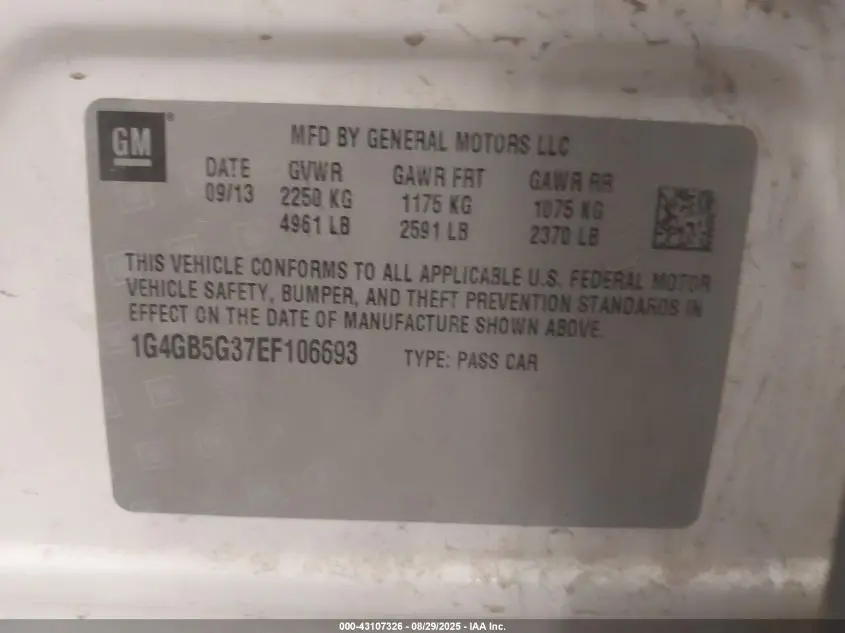 GM ®
MFD BY GENERAL MOTORS LLC
DATE GVWR GAWR FRT GAWR RR
09/13 2250 KG 1175 KG 1075 KG
4961 LB 2591 LB 2370 LB
THIS VEHICLE CONFORMS TO ALL APPLICABLE U.S. FEDERAL MOTOR
VEHICLE SAFETY, BUMPER, AND THEFT PREVENTION STANDARDS IN
EFFECT ON THE DATE OF MANUFACTURE SHOWN ABOVE.
1G4GB5G37EF106693 TYPE: PASS CAR
000-43107326 - 08/29/2025 - IAA Inc.